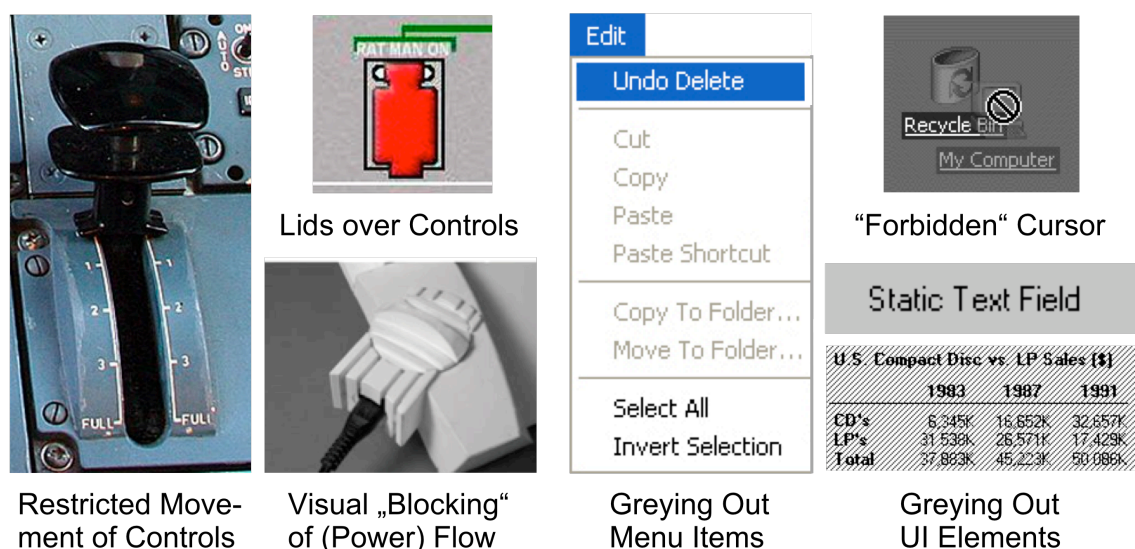 ON
AUTO
1
1
2
2
3
3
FULL
FULL
Restricted Move-
ment of Controls
RAT MAN ON
Lids over Controls
Visual „Blocking“
of (Power) Flow
Edit
Undo Delete
Cut
Copy
Paste
Paste Shortcut
Copy To Folder...
Move To Folder...
Select All
Invert Selection
Greying Out
Menu Items
Recycle Bin
My Computer
“Forbidden“ Cursor
Static Text Field
U.S. Compact Disc vs. LP Sales ($)
1983 1987 1991
CD's 6,345K 16,652K 32,657K
LP's 31,538K 26,571K 17,429K
Total 37,883K 45,223K 50,086K
Greying Out
UI Elements